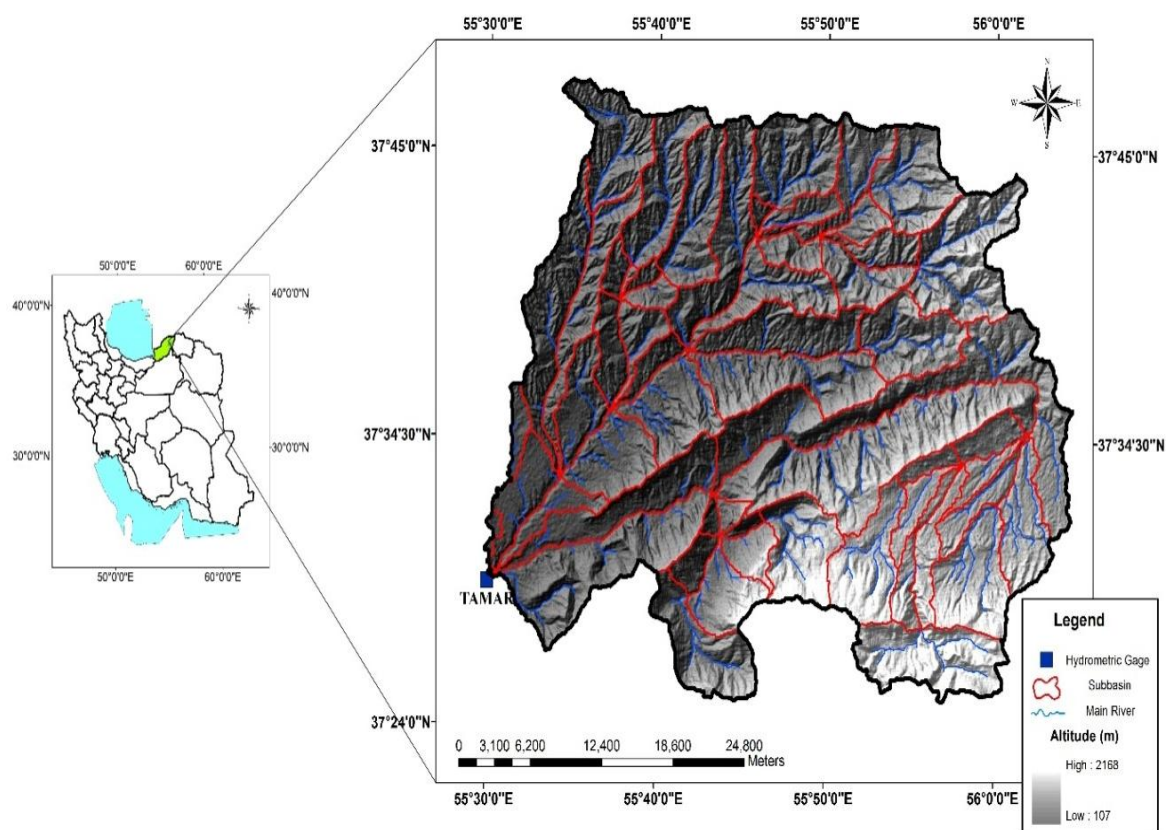 55°30'0"E 55°40'0"E 55°50'0"E 56°0'0"E
N
W E
S
37°45'0"N 37°45'0"N
50°0'0"E 60°0'0"E
40°0'0"N 40°0'0"N
30°0'0"N 30°0'0"N
50°0'0"E 60°0'0"E
37°34'30"N 37°34'30"N
TAMAR
37°24'0"N
0 3,100 6,200 12,400 18,600 24,800
Meters
55°30'0"E 55°40'0"E 55°50'0"E 56°0'0"E
Legend
Hydrometric Gage
Subbasin
Main River
Altitude (m)
High : 2168
Low : 107